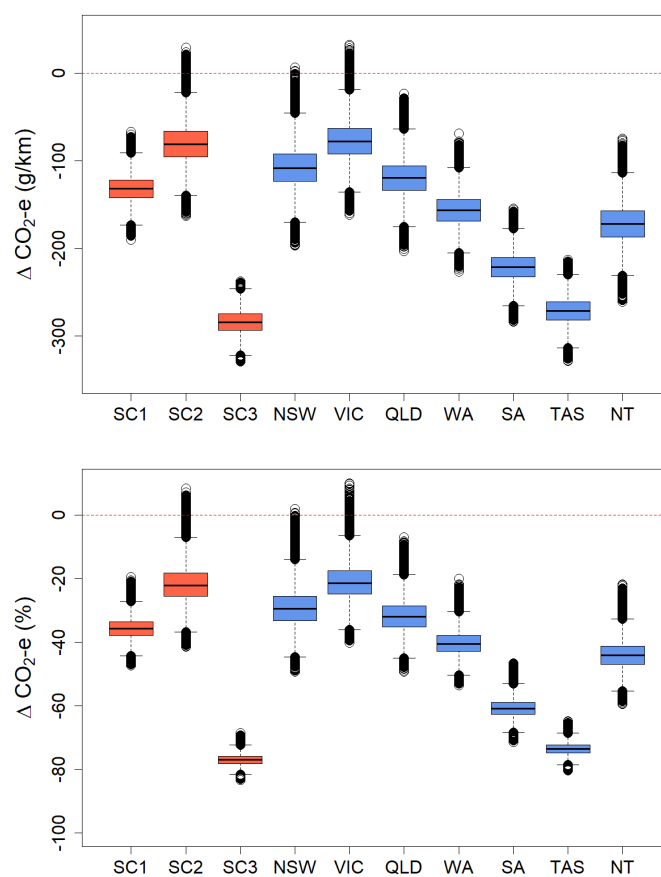 Δ CO₂-e (g/km)
0
-100
-200
-300
SC1 SC2 SC3 NSW VIC QLD WA SA TAS NT
Δ CO₂-e (%)
0
-20
-40
-60
-80
-100
SC1 SC2 SC3 NSW VIC QLD WA SA TAS NT